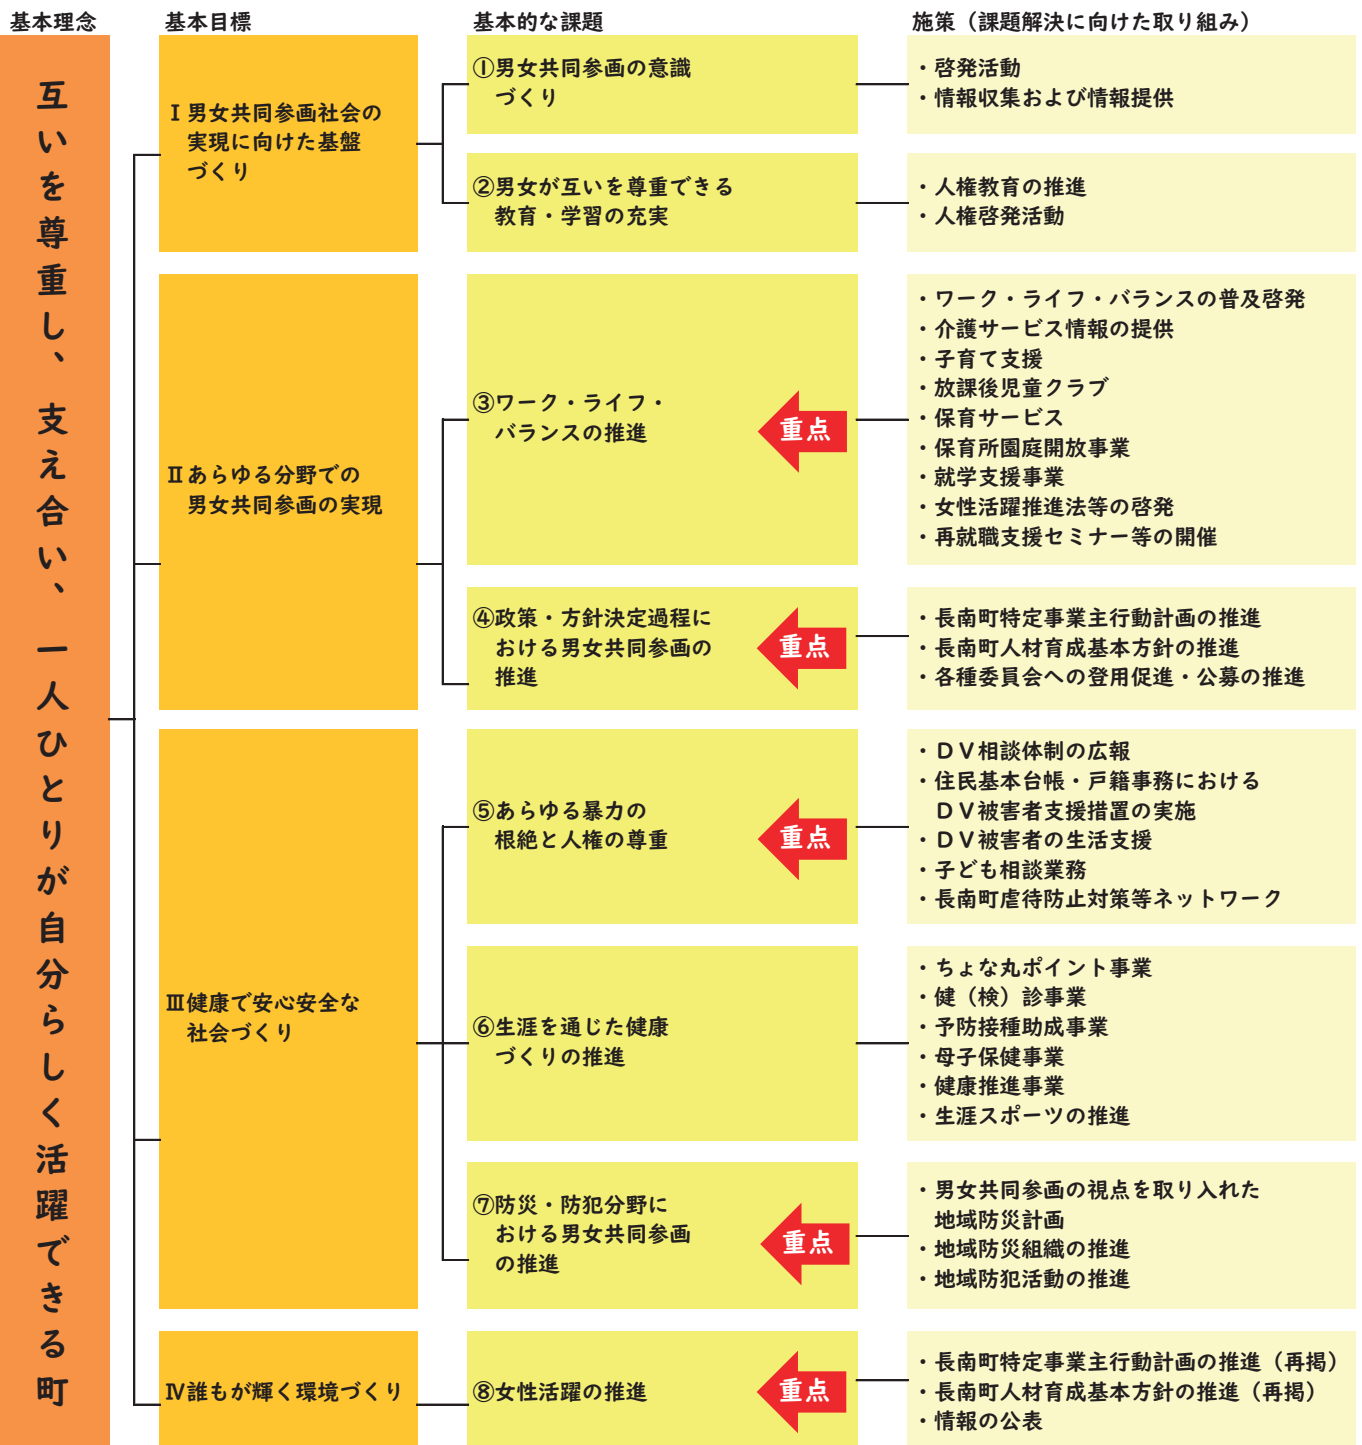 基本理念
基本目標
基本的な課題
施策（課題解決に向けた取り組み）
互いを尊重し、支え合い、一人ひとりが自分らしく活躍できる町
Ⅰ男女共同参画社会の
実現に向けた基盤
づくり
①男女共同参画の意識
づくり
・啓発活動
・情報収集および情報提供
②男女が互いを尊重できる
教育・学習の充実
・人権教育の推進
・人権啓発活動
Ⅱあらゆる分野での
男女共同参画の実現
③ワーク・ライフ・
バランスの推進
重点
・ワーク・ライフ・バランスの普及啓発
・介護サービス情報の提供
・子育て支援
・放課後児童クラブ
・保育サービス
・保育所園庭開放事業
・就学支援事業
・女性活躍推進法等の啓発
・再就職支援セミナー等の開催
④政策・方針決定過程に
おける男女共同参画の
推進
重点
・長南町特定事業主行動計画の推進
・長南町人材育成基本方針の推進
・各種委員会への登用促進・公募の推進
Ⅲ健康で安心安全な
社会づくり
⑤あらゆる暴力の
根絶と人権の尊重
重点
・ＤＶ相談体制の広報
・住民基本台帳・戸籍事務における
ＤＶ被害者支援措置の実施
・ＤＶ被害者の生活支援
・子ども相談業務
・長南町虐待防止対策等ネットワーク
⑥生涯を通じた健康
づくりの推進
・ちょな丸ポイント事業
・健（検）診事業
・予防接種助成事業
・母子保健事業
・健康推進事業
・生涯スポーツの推進
⑦防災・防犯分野に
おける男女共同参画
の推進
重点
・男女共同参画の視点を取り入れた
地域防災計画
・地域防災組織の推進
・地域防犯活動の推進
Ⅳ誰もが輝く環境づくり
⑧女性活躍の推進
重点
・長南町特定事業主行動計画の推進（再掲）
・長南町人材育成基本方針の推進（再掲）
・情報の公表